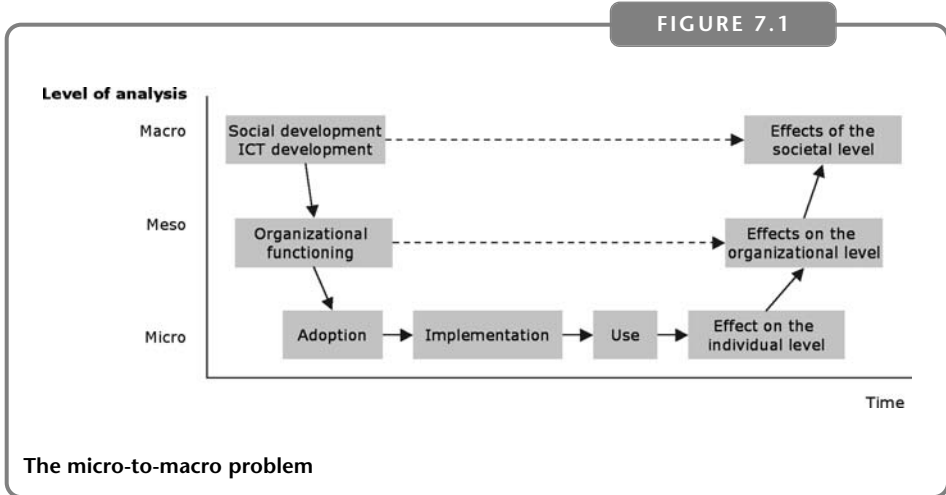 FIGURE 7.1
Level of analysis
Macro
Social development
ICT development
Effects of the
societal level
Meso
Organizational
functioning
Effects on the
organizational level
Micro
Adoption
Implementation
Use
Effect on the
individual level
Time
The micro-to-macro problem